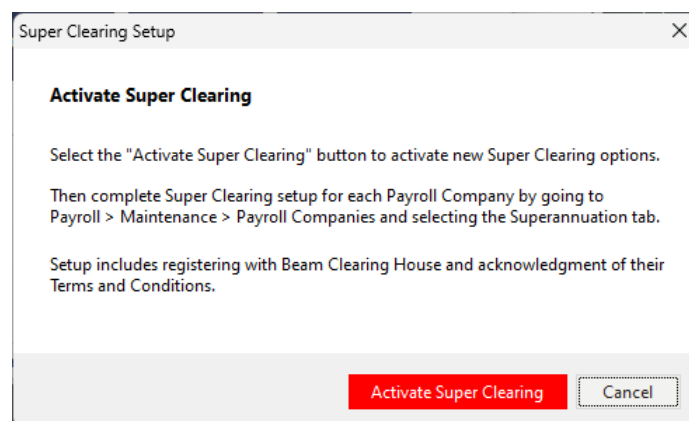 Super Clearing Setup
Activate Super Clearing
Select the "Activate Super Clearing" button to activate new Super Clearing options.
Then complete Super Clearing setup for each Payroll Company by going to
Payroll > Maintenance > Payroll Companies and selecting the Superannuation tab.
Setup includes registering with Beam Clearing House and acknowledgment of their
Terms and Conditions.
Activate Super Clearing
Cancel